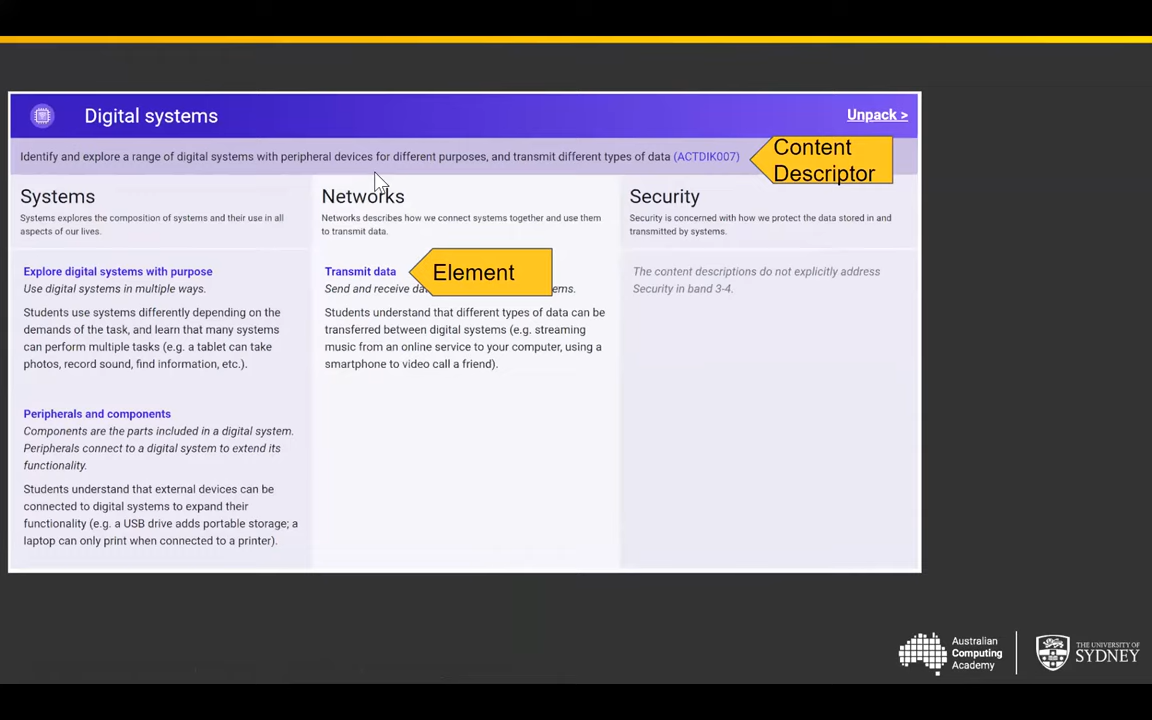 Digital systems
Unpack >
Identify and explore a range of digital systems with peripheral devices for different purposes, and transmit different types of data (ACTDIK007)
Content
Descriptor
Systems
Systems explores the composition of systems and their use in all
aspects of our lives.
Networks
Networks describes how we connect systems together and use them
to transmit data.
Security
Security is concerned with how we protect the data stored in and
transmitted by systems.
Explore digital systems with purpose
Use digital systems in multiple ways.
Students use systems differently depending on the
demands of the task, and learn that many systems
can perform multiple tasks (e.g. a tablet can take
photos, record sound, find information, etc.).
Peripherals and components
Components are the parts included in a digital system.
Peripherals connect to a digital system to extend its
functionality.
Students understand that external devices can be
connected to digital systems to expand their
functionality (e.g. a USB drive adds portable storage; a
laptop can only print when connected to a printer).
Transmit data
Element
Send and receive
Students understand that different types of data can be
transferred between digital systems (e.g. streaming
music from an online service to your computer, using a
smartphone to video call a friend).
The content descriptions do not explicitly address
Security in band 3-4.
Australian
Computing
Academy
THE UNIVERSITY OF
SYDNEY